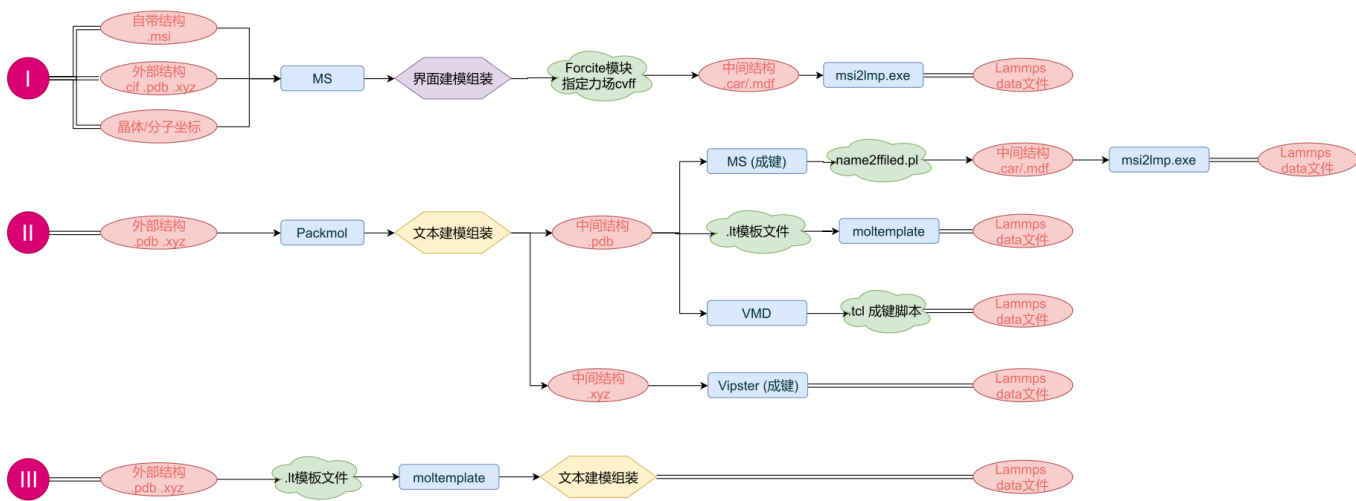 I
自带结构
.msi
外部结构
cif .pdb .xyz
晶体/分子坐标
MS
界面建模组装
Forcite模块
指定力场cvff
中间结构
.car/.mdf
msi2lmp.exe
Lammps
data文件
II
外部结构
.pdb .xyz
Packmol
文本建模组装
中间结构
.pdb
MS (成键)
name2ffiled.pl
中间结构
.car/.mdf
msi2lmp.exe
Lammps
data文件
.lt模板文件
moltemplate
Lammps
data文件
VMD
.tcl 成键脚本
Lammps
data文件
中间结构
.xyz
Vipster (成键)
Lammps
data文件
III
外部结构
.pdb .xyz
.lt模板文件
moltemplate
文本建模组装
Lammps
data文件